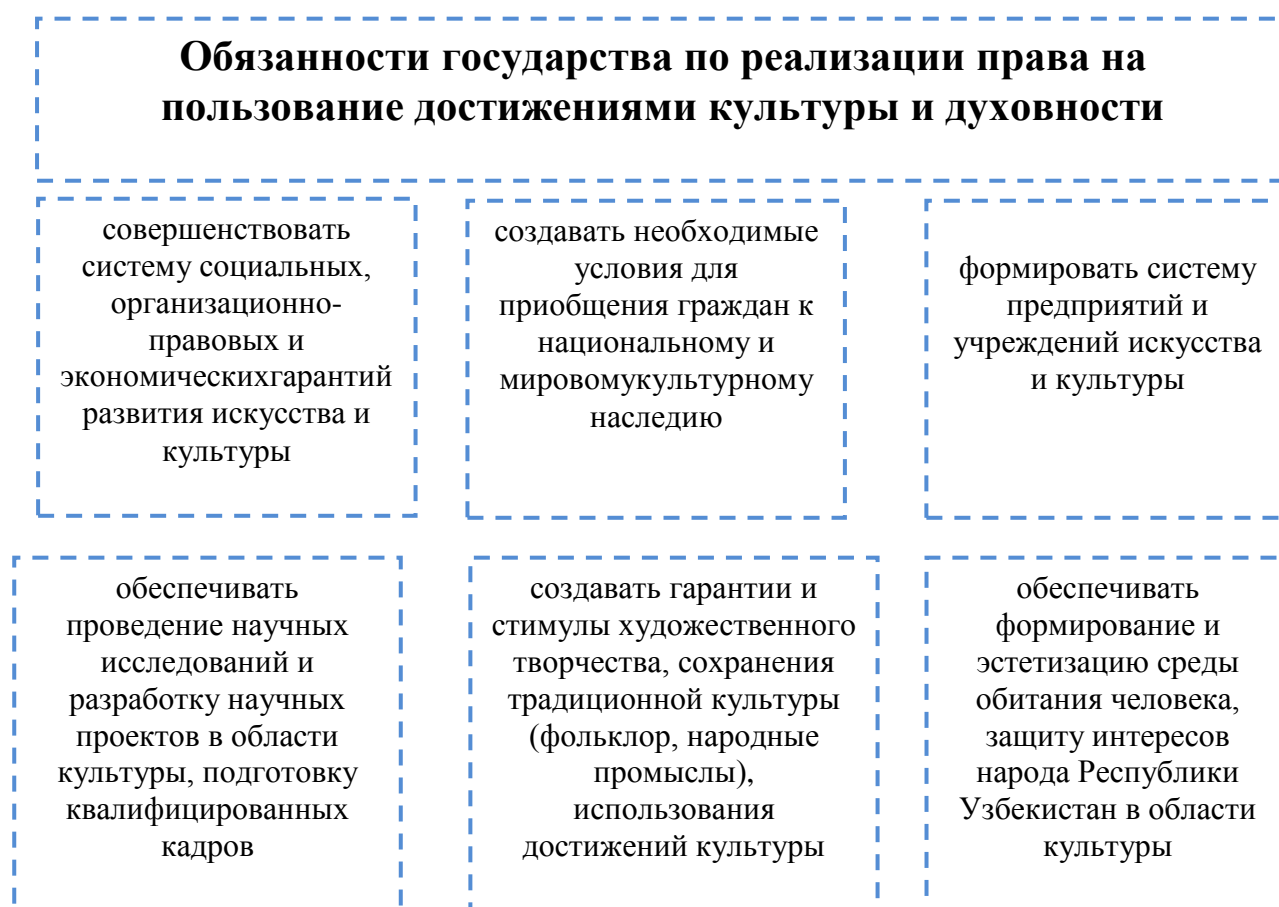 Обязанности государства по реализации права на
пользование достижениями культуры и духовности
совершенствовать
систему социальных,
организационно-
правовых и
экономическихгарантий
развития искусства и
культуры
создавать необходимые
условия для
приобщения граждан к
национальному и
мировомукультурному
наследию
формировать систему
предприятий и
учреждений искусства
и культуры
обеспечивать
проведение научных
исследований и
разработку научных
проектов в области
культуры, подготовку
квалифицированных
кадров
создавать гарантии и
стимулы художественного
творчества, сохранения
традиционной культуры
(фольклор, народные
промыслы),
использования
достижений культуры
обеспечивать
формирование и
эстетизацию среды
обитания человека,
защиту интересов
народа Республики
Узбекистан в области
культуры